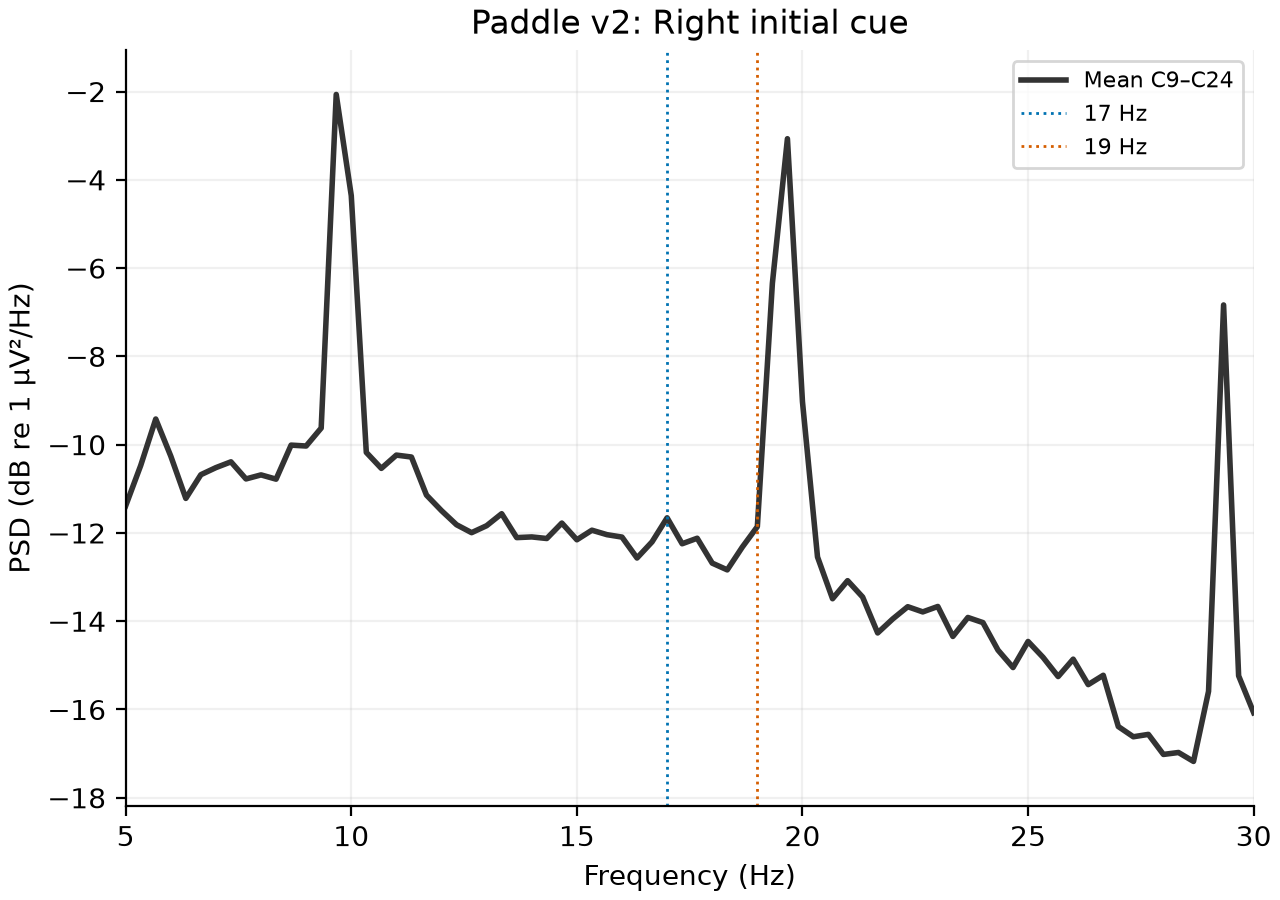 Paddle v2: Right initial cue
Mean C9–C24
17 Hz
19 Hz
PSD (dB re 1 µV²/Hz)
−2
−4
−6
−8
−10
−12
−14
−16
−18
5
10
15
20
25
30
Frequency (Hz)